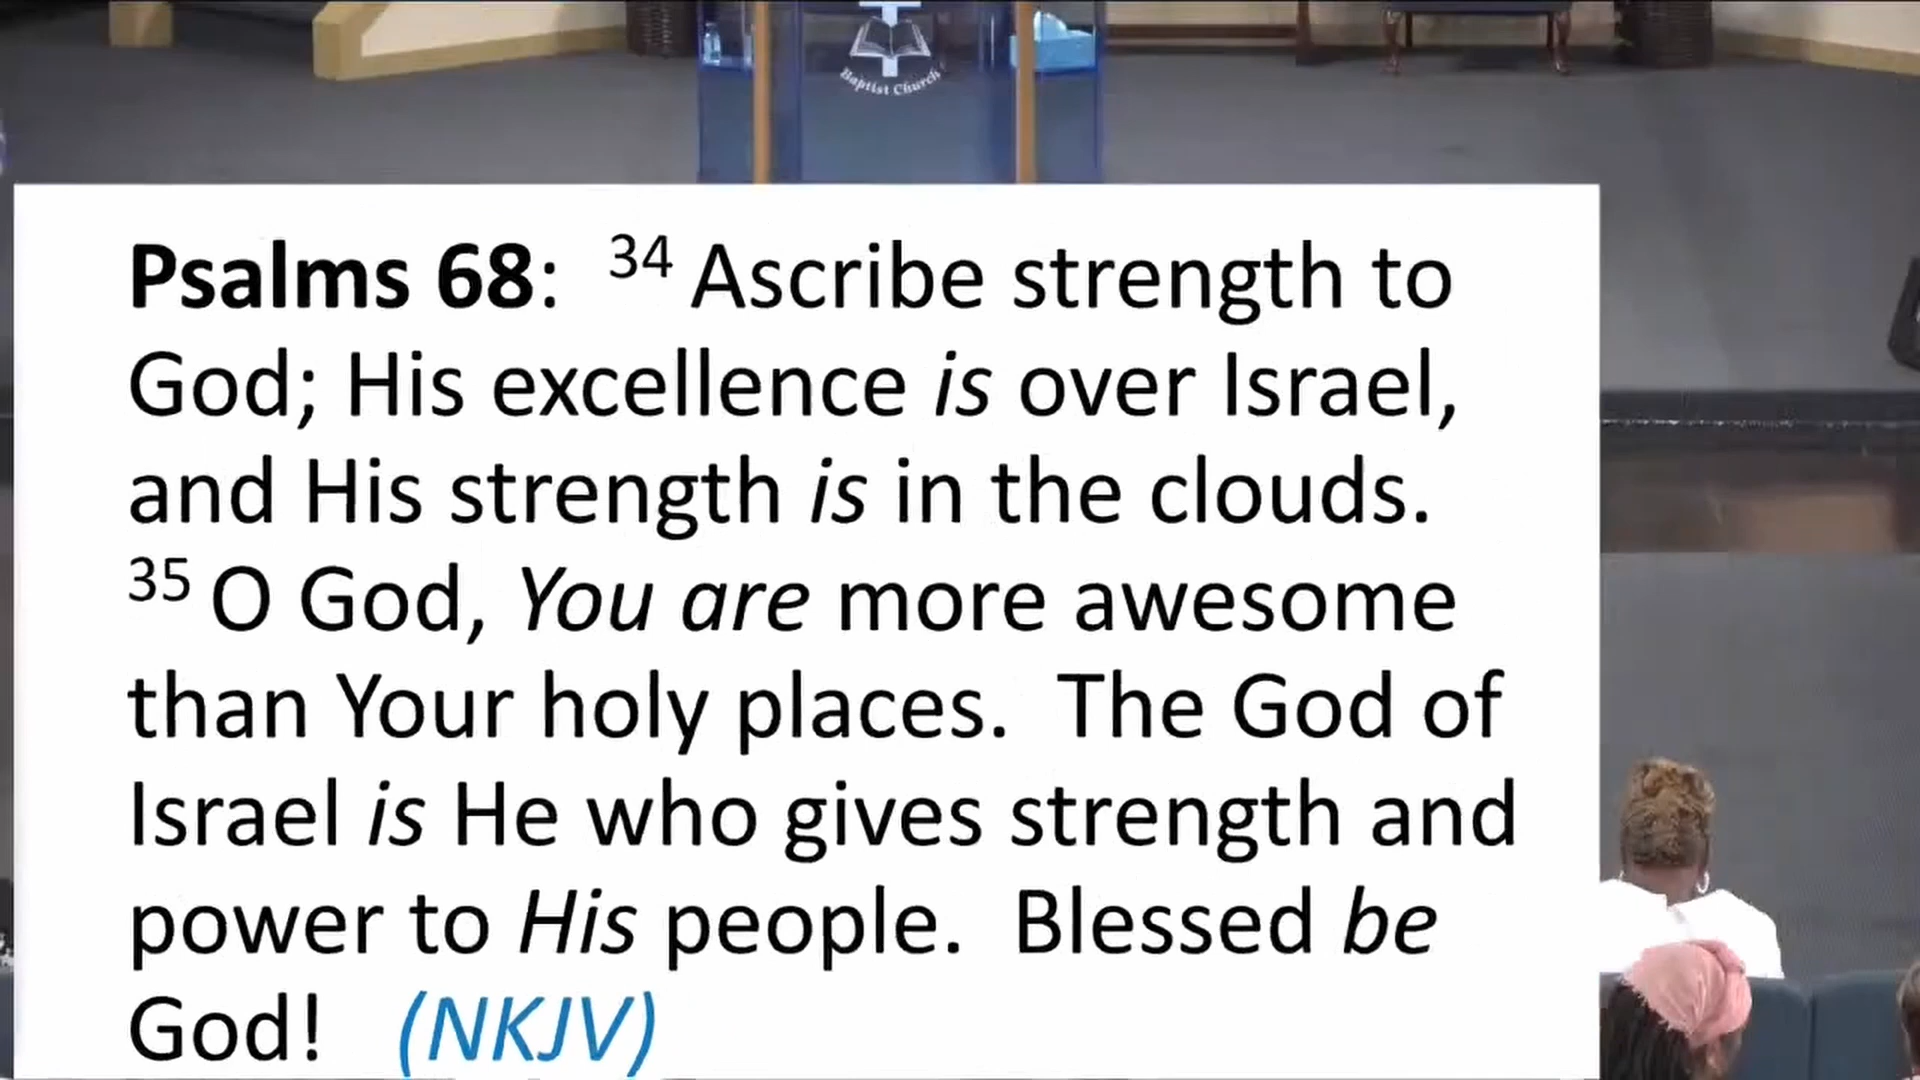 Baptist Church
Psalms 68:  34 Ascribe strength to
God; His excellence is over Israel,
and His strength is in the clouds.
35 O God, You are more awesome
than Your holy places.  The God of
Israel is He who gives strength and
power to His people.  Blessed be
God!   (NKJV)